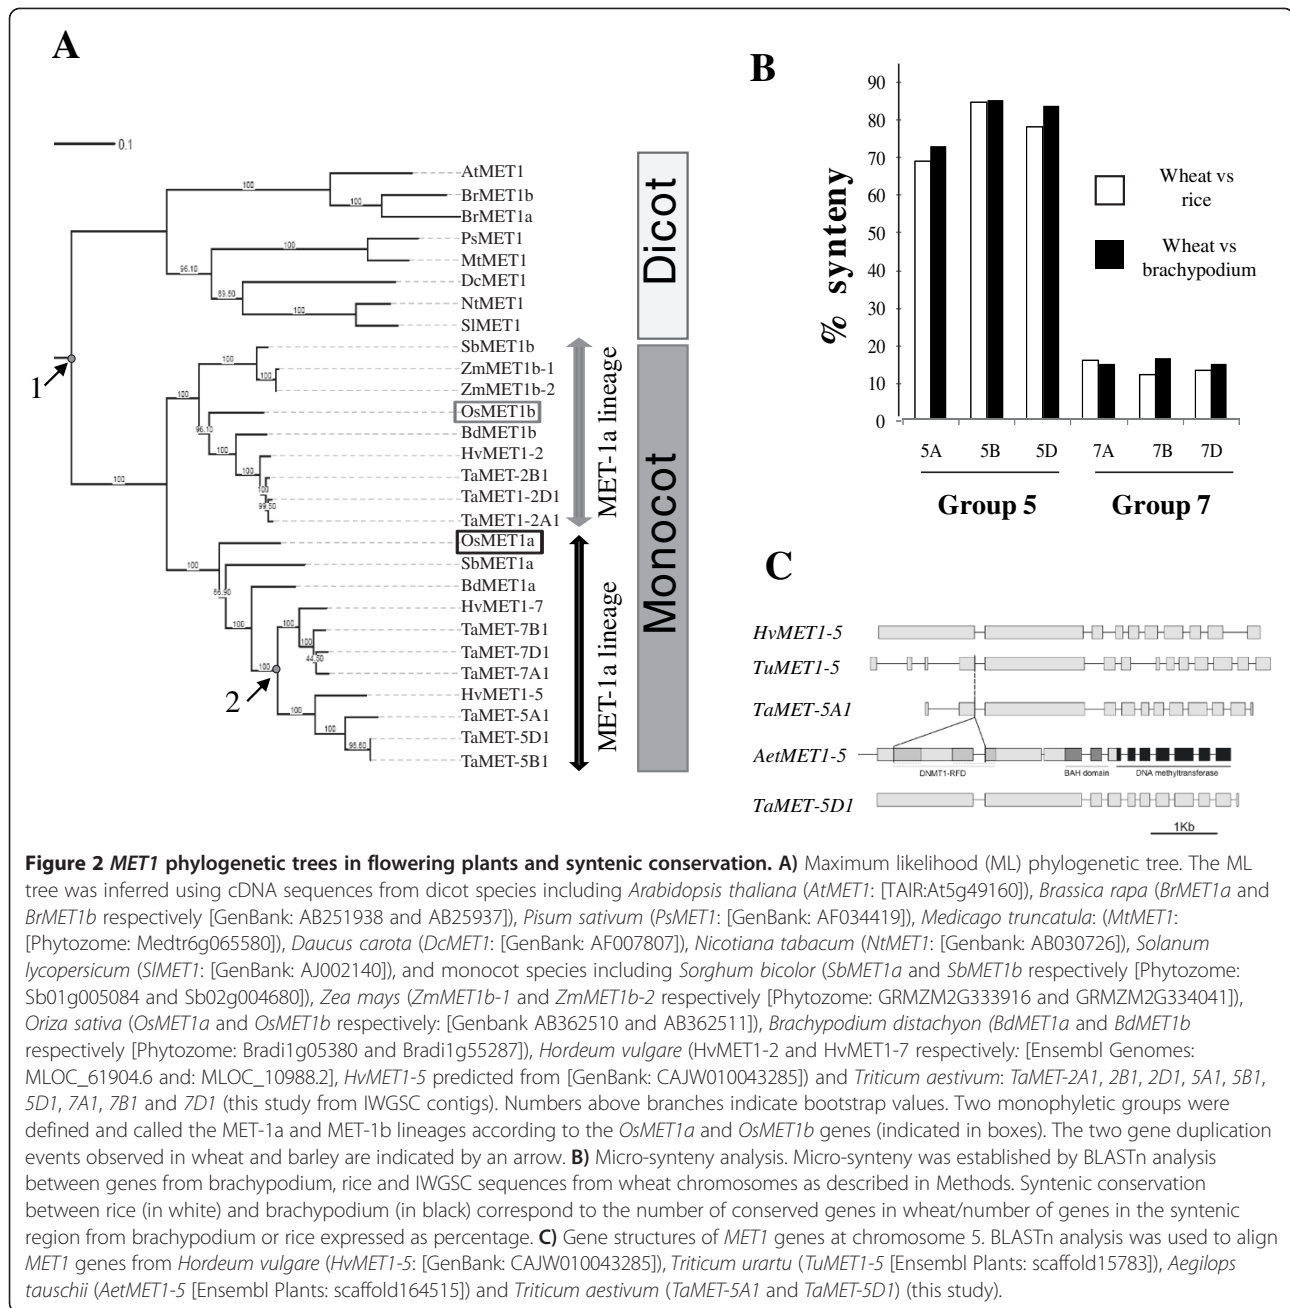 A
0.1
AtMET1
BrMET1b
BrMET1a
PsMET1
MtMET1
DcMET1
NtMET1
SlMET1
SbMET1b
ZmMET1b-1
ZmMET1b-2
OsMET1b
BdMET1b
HvMET1-2
TaMET-2B1
TaMET1-2D1
TaMET1-2A1
OsMET1a
SbMET1a
BdMET1a
HvMET1-7
TaMET-7B1
TaMET-7D1
TaMET-7A1
HvMET1-5
TaMET-5A1
TaMET-5D1
TaMET-5B1
100
100
100
96.10
89.50
100
100
100
96.10
100
100
100
99.50
100
66.90
100
100
100
44.50
100
100
95.60
1
2
MET-1a lineage
MET-1a lineage
Dicot
Monocot
B
% synteny
90
80
70
60
50
40
30
20
10
0
5A 5B 5D 7A 7B 7D
Group 5 Group 7
Wheat vs
rice
Wheat vs
brachypodium
C
HvMET1-5
TuMET1-5
TaMET-5A1
AetMET1-5
DNMT1-RFD BAH domain DNA methyltransferase
TaMET-5D1
1Kb
Figure 2 MET1 phylogenetic trees in flowering plants and syntenic conservation. A) Maximum likelihood (ML) phylogenetic tree. The ML
tree was inferred using cDNA sequences from dicot species including Arabidopsis thaliana (AtMET1: [TAIR:At5g49160]), Brassica rapa (BrMET1a and
BrMET1b respectively [GenBank: AB251938 and AB25937]), Pisum sativum (PsMET1: [GenBank: AF034419]), Medicago truncatula: (MtMET1:
[Phytozome: Medtr6g065580]), Daucus carota (DcMET1: [GenBank: AF007807]), Nicotiana tabacum (NtMET1: [Genbank: AB030726]), Solanum
lycopersicum (SlMET1: [GenBank: AJ002140]), and monocot species including Sorghum bicolor (SbMET1a and SbMET1b respectively [Phytozome:
Sb01g005084 and Sb02g004680]), Zea mays (ZmMET1b-1 and ZmMET1b-2 respectively [Phytozome: GRMZM2G333916 and GRMZM2G334041]),
Oriza sativa (OsMET1a and OsMET1b respectively: [Genbank AB362510 and AB362511]), Brachypodium distachyon (BdMET1a and BdMET1b
respectively [Phytozome: Bradi1g05380 and Bradi1g55287]), Hordeum vulgare (HvMET1-2 and HvMET1-7 respectively: [Ensembl Genomes:
MLOC_61904.6 and: MLOC_10988.2], HvMET1-5 predicted from [GenBank: CAJW010043285]) and Triticum aestivum: TaMET-2A1, 2B1, 2D1, 5A1, 5B1,
5D1, 7A1, 7B1 and 7D1 (this study from IWGSC contigs). Numbers above branches indicate bootstrap values. Two monophyletic groups were
defined and called the MET-1a and MET-1b lineages according to the OsMET1a and OsMET1b genes (indicated in boxes). The two gene duplication
events observed in wheat and barley are indicated by an arrow. B) Micro-synteny analysis. Micro-synteny was established by BLASTn analysis
between genes from brachypodium, rice and IWGSC sequences from wheat chromosomes as described in Methods. Syntenic conservation
between rice (in white) and brachypodium (in black) correspond to the number of conserved genes in wheat/number of genes in the syntenic
region from brachypodium or rice expressed as percentage. C) Gene structures of MET1 genes at chromosome 5. BLASTn analysis was used to align
MET1 genes from Hordeum vulgare (HvMET1-5: [GenBank: CAJW010043285]), Triticum urartu (TuMET1-5 [Ensembl Plants: scaffold15783]), Aegilops
tauschii (AetMET1-5 [Ensembl Plants: scaffold164515]) and Triticum aestivum (TaMET-5A1 and TaMET-5D1) (this study).